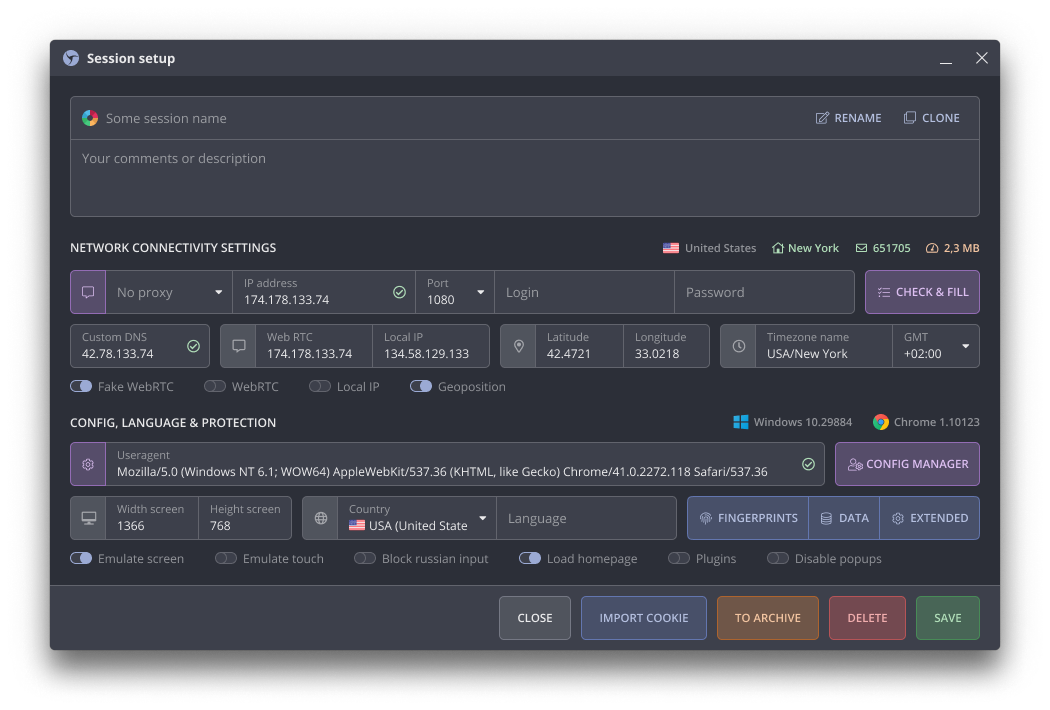 Session setup
Some session name RENAME CLONE
Your comments or description
NETWORK CONNECTIVITY SETTINGS United States New York 651705 2,3 MB
No proxy IP address 174.178.133.74 Port 1080 Login Password CHECK & FILL
Custom DNS 42.78.133.74 Web RTC 174.178.133.74 Local IP 134.58.129.133 Latitude 42.4721 Longitude 33.0218 Timezone name USA/New York GMT +02:00
Fake WebRTC WebRTC Local IP Geoposition
CONFIG, LANGUAGE & PROTECTION Windows 10.29884 Chrome 1.10123
Useragent
Mozilla/5.0 (Windows NT 6.1; WOW64) AppleWebKit/537.36 (KHTML, like Gecko) Chrome/41.0.2272.118 Safari/537.36 CONFIG MANAGER
Width screen 1366 Height screen 768 Country USA (United State Language FINGERPRINTS DATA EXTENDED
Emulate screen Emulate touch Block russian input Load homepage Plugins Disable popups
CLOSE IMPORT COOKIE TO ARCHIVE DELETE SAVE